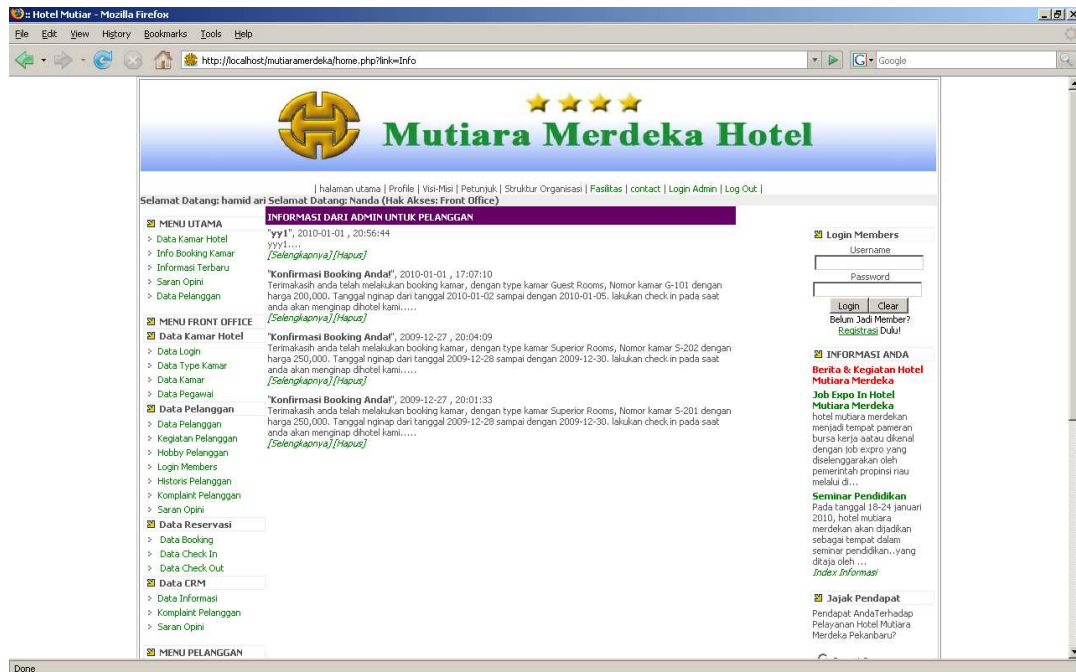 :: Hotel Mutiar - Mozilla Firefox
File Edit View History Bookmarks Tools Help
http://localhost/mutiaramerdeka/home.php?link=Info
Google
Mutiara Merdeka Hotel
| halaman utama | Profile | Visi-Misi | Petunjuk | Struktur Organisasi | Fasilitas | contact | Login Admin | Log Out |
Selamat Datang: hamid ari Selamat Datang: Nanda (Hak Akses: Front Office)
MENU UTAMA
Data Kamar Hotel
Info Booking Kamar
Informasi Terbaru
Saran Opini
Data Pelanggan
MENU FRONT OFFICE
Data Kamar Hotel
Data Login
Data Type Kamar
Data Kamar
Data Pegawai
Data Pelanggan
Data Pelanggan
Kegiatan Pelanggan
Hobby Pelanggan
Login Members
Historis Pelanggan
Komplaint Pelanggan
Saran Opini
Data Reservasi
Data Booking
Data Check In
Data Check Out
Data CRM
Data Informasi
Komplaint Pelanggan
Saran Opini
MENU PELANGGAN
INFORMASI DARI ADMIN UNTUK PELANGGAN
"yy1", 2010-01-01 , 20:56:44
yyy1....
[Selengkapnya][Hapus]
"Konfirmasi Booking Anda!", 2010-01-01 , 17:07:10
Terimakasih anda telah melakukan booking kamar, dengan type kamar Guest Rooms, Nomor kamar G-101 dengan
harga 200,000. Tanggal nginap dari tanggal 2010-01-02 sampai dengan 2010-01-05. lakukan check in pada saat
anda akan menginap dihotel kami.....
[Selengkapnya][Hapus]
"Konfirmasi Booking Anda!", 2009-12-27 , 20:04:09
Terimakasih anda telah melakukan booking kamar, dengan type kamar Superior Rooms, Nomor kamar S-202 dengan
harga 250,000. Tanggal nginap dari tanggal 2009-12-28 sampai dengan 2009-12-30. lakukan check in pada saat
anda akan menginap dihotel kami.....
[Selengkapnya][Hapus]
"Konfirmasi Booking Anda!", 2009-12-27 , 20:01:33
Terimakasih anda telah melakukan booking kamar, dengan type kamar Superior Rooms, Nomor kamar S-201 dengan
harga 250,000. Tanggal nginap dari tanggal 2009-12-28 sampai dengan 2009-12-30. lakukan check in pada saat
anda akan menginap dihotel kami.....
[Selengkapnya][Hapus]
Login Members
Username
Password
Login Clear
Belum Jadi Member?
Registrasi Dulu!
INFORMASI ANDA
Berita & Kegiatan Hotel
Mutiara Merdeka
Job Expo In Hotel
Mutiara Merdeka
hotel mutiara merdekan
menjadi tempat pameran
bursa kerja aatau dikenal
dengan job expro yang
diselenggarakan oleh
pemerintah propinsi riau
melalui di...
Seminar Pendidikan
Pada tanggal 18-24 januari
2010, hotel mutiara
merdekan akan dijadikan
sebagai tempat dalam
seminar pendidikan..yang
ditaja oleh ...
Index Informasi
Jajak Pendapat
Pendapat AndaTerhadap
Pelayanan Hotel Mutiara
Merdeka Pekanbaru?
Done